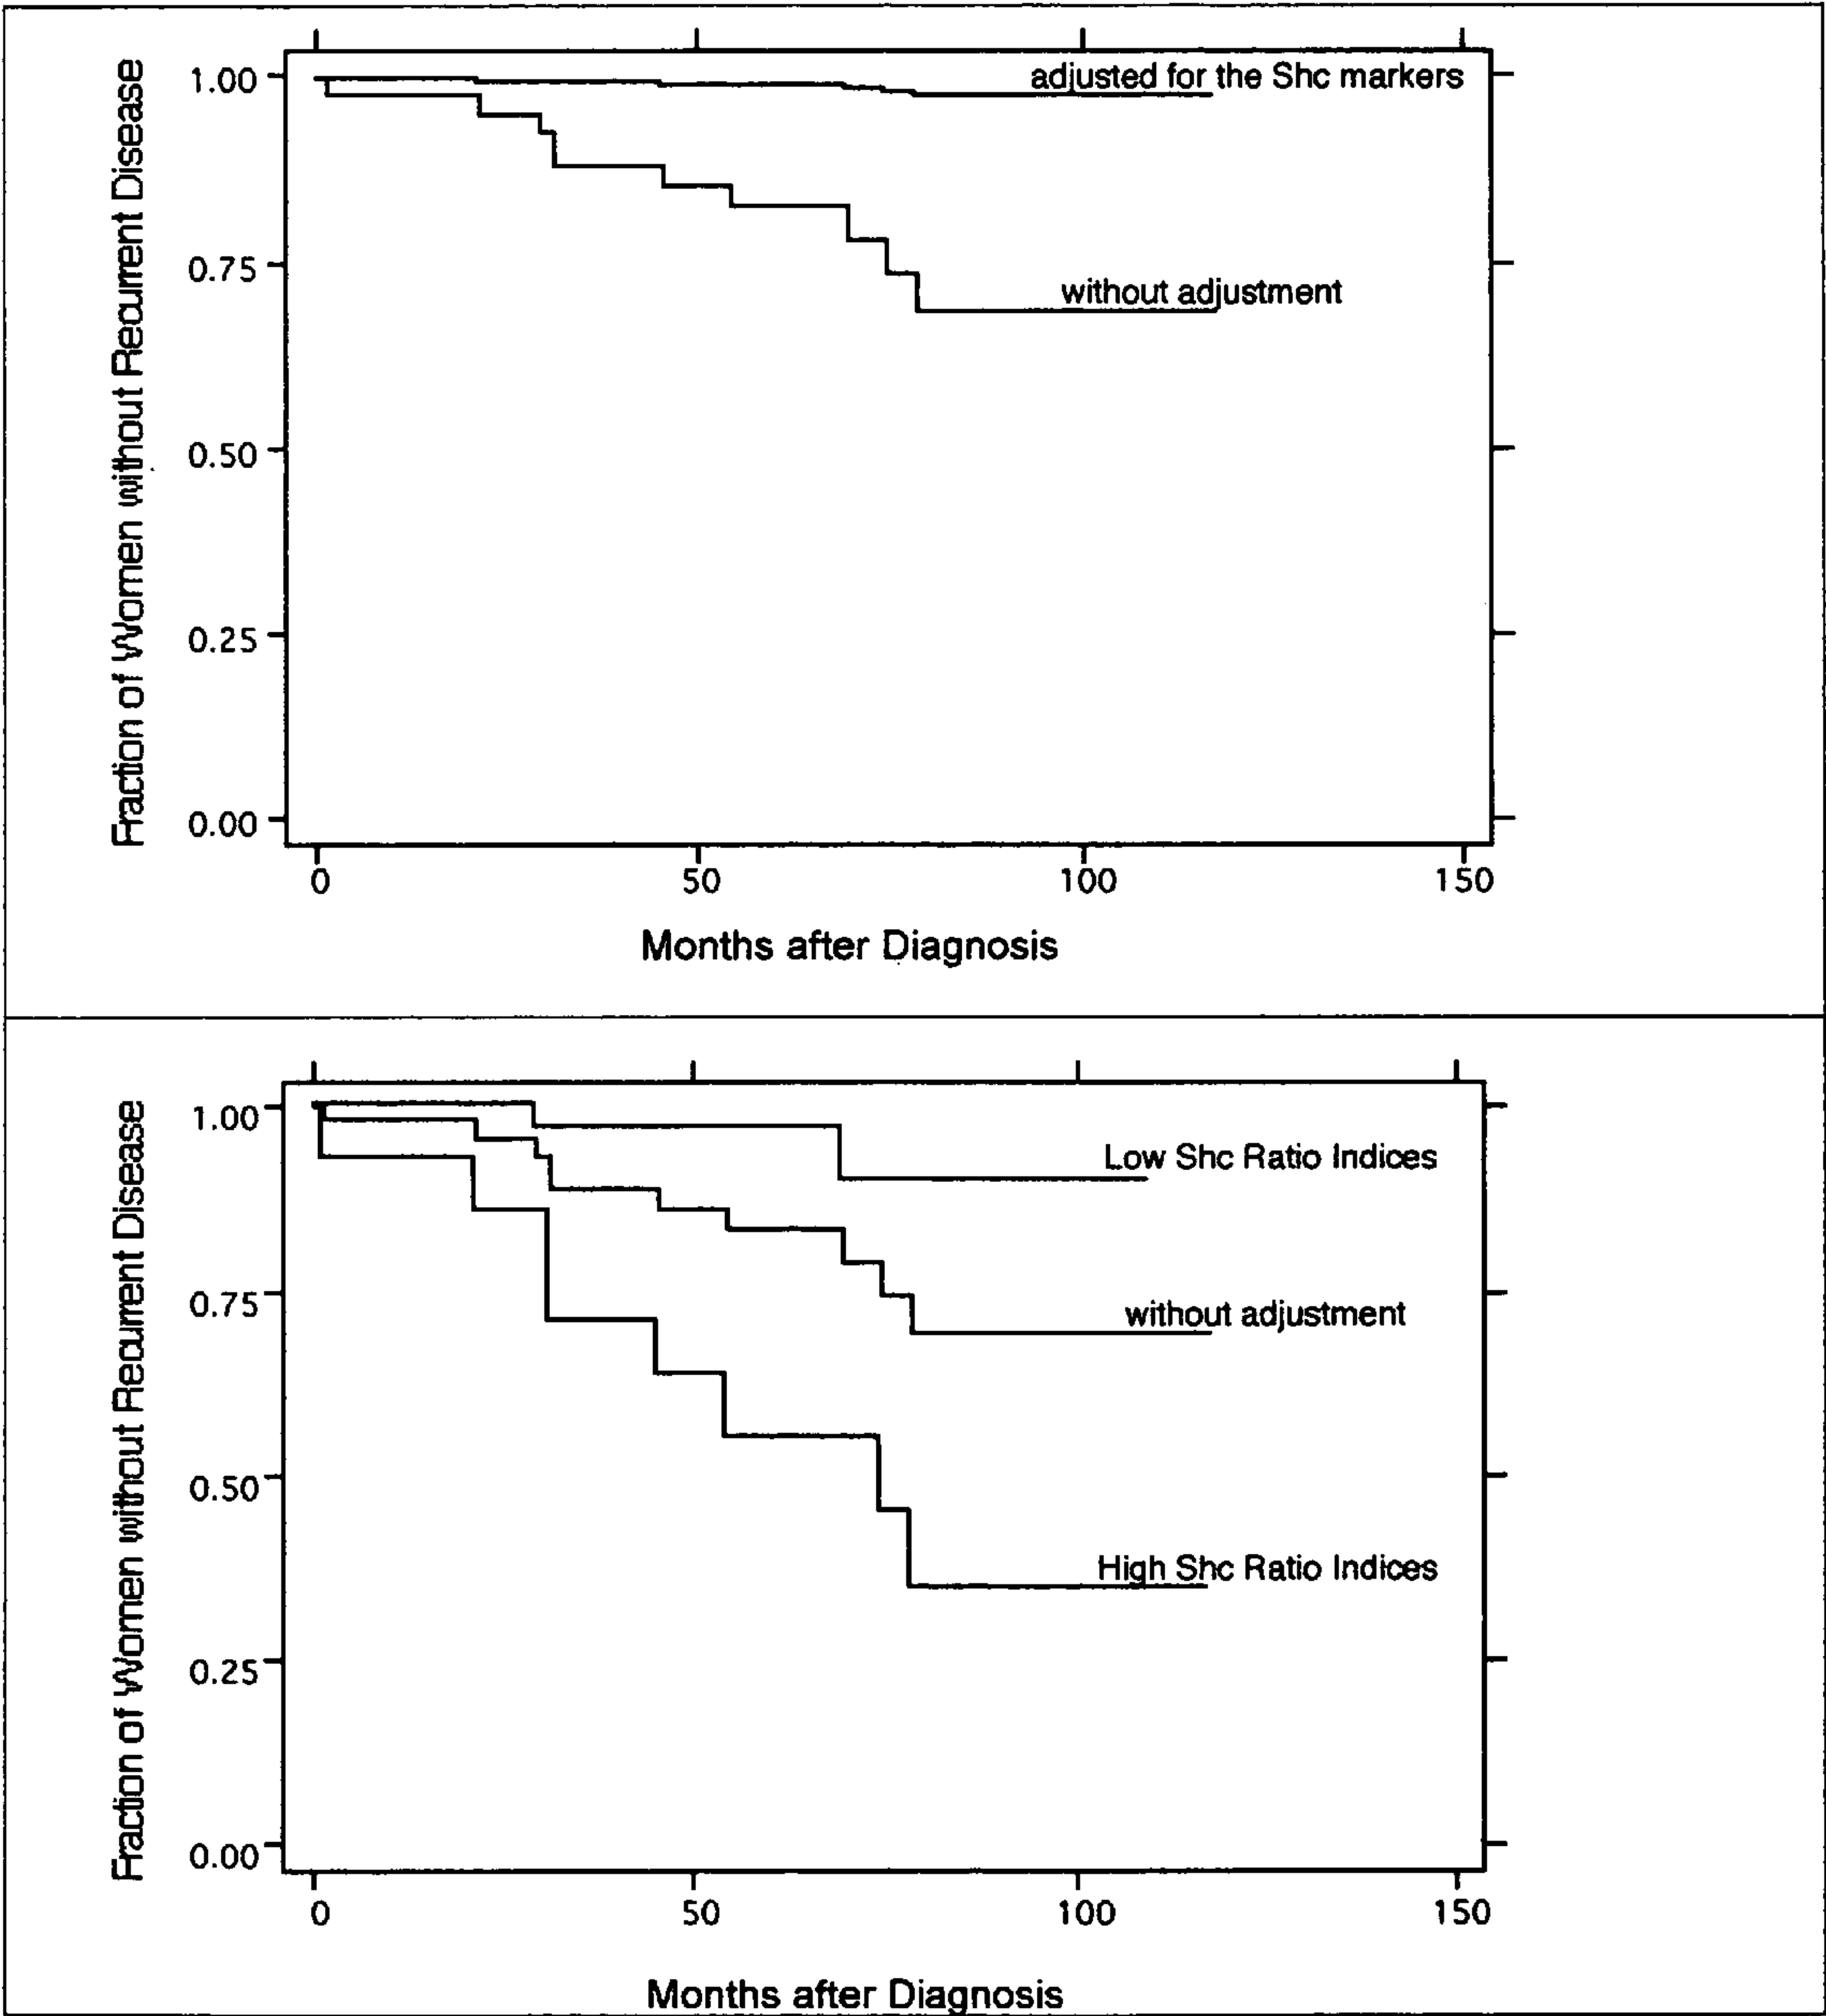 Fraction of Women without Recurrent Disease
1.00
0.75
0.50
0.25
0.00
adjusted for the Shc markers
without adjustment
0 50 100 150
Months after Diagnosis
Fraction of Women without Recurrent Disease
1.00
0.75
0.50
0.25
0.00
Low Shc Ratio Indices
without adjustment
High Shc Ratio Indices
0 50 100 150
Months after Diagnosis